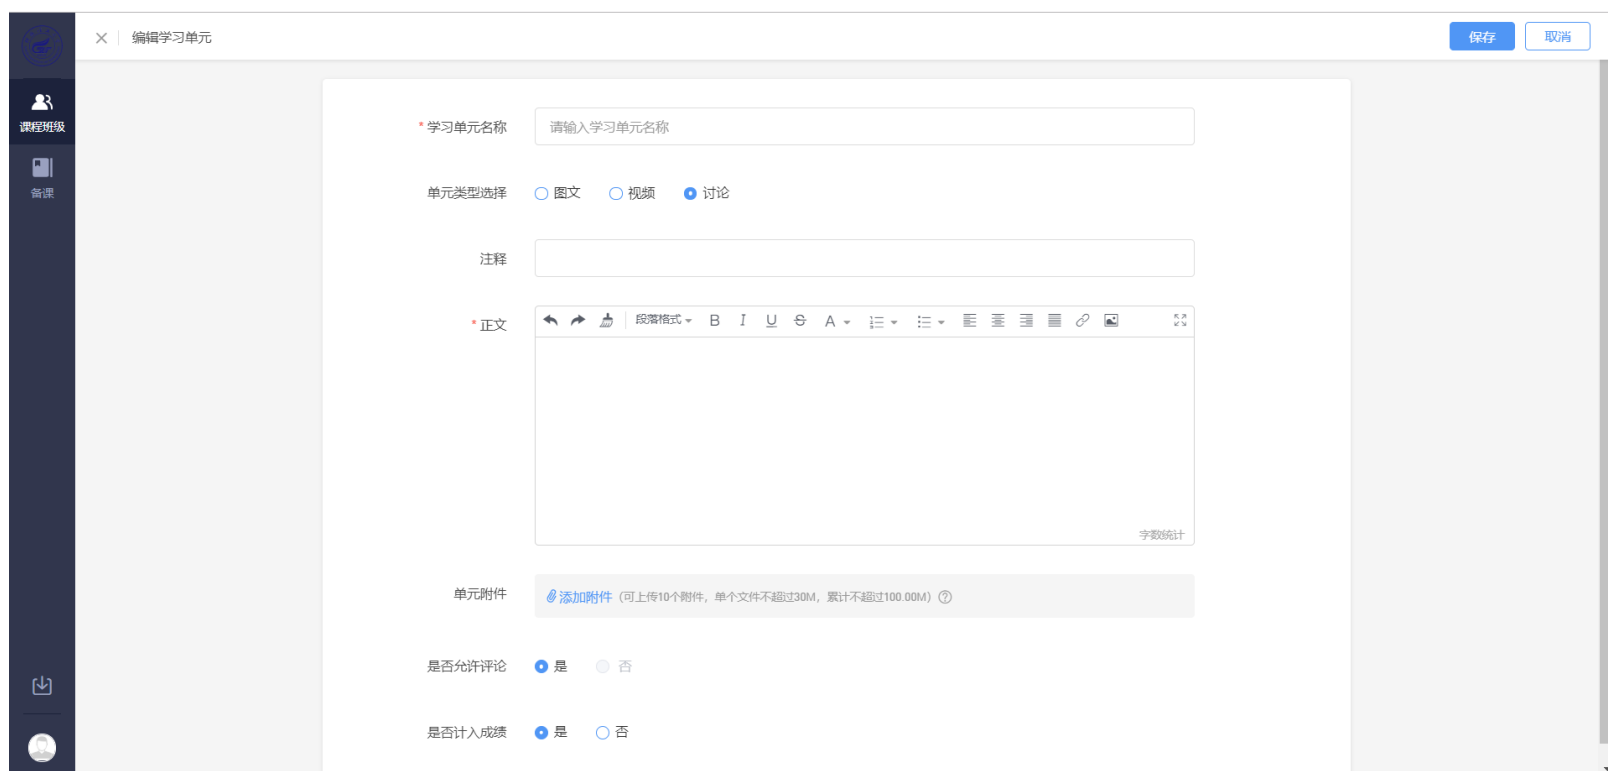 编辑学习单元
保存
取消
课程班级
备课
*学习单元名称
请输入学习单元名称
单元类型选择
图文
视频
讨论
注释
*正文
段落格式
B I U S A
字数统计
单元附件
添加附件（可上传10个附件，单个文件不超过30M，累计不超过100.00M）
是否允许评论
是
否
是否计入成绩
是
否